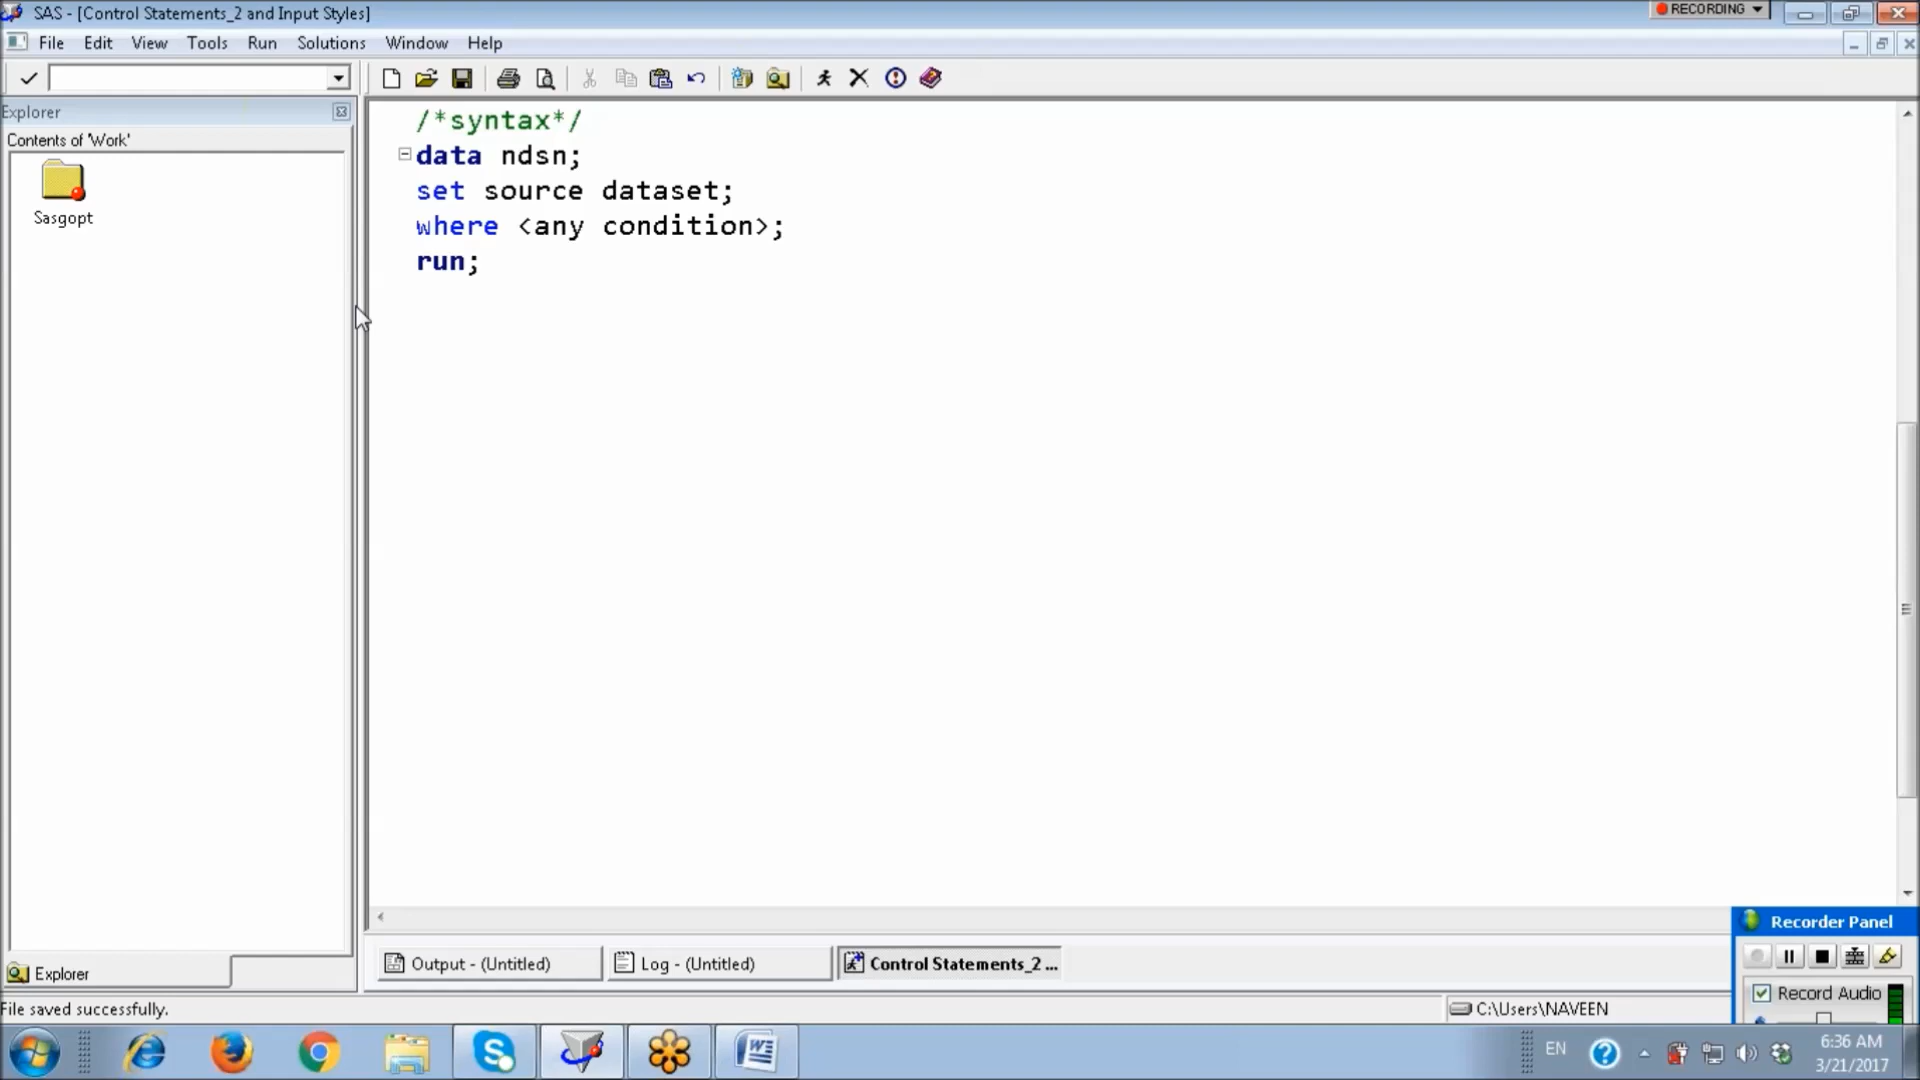 SAS - [Control Statements_2 and Input Styles]
RECORDING
File Edit View Tools Run Solutions Window Help
Explorer
Contents of 'Work'
Sasgopt
/*syntax*/
data ndsn;
set source dataset;
where <any condition>;
run;
Explorer
Output - (Untitled)
Log - (Untitled)
Control Statements_2 ...
Recorder Panel
Record Audio
File saved successfully.
C:\Users\NAVEEN
EN
6:36 AM
3/21/2017